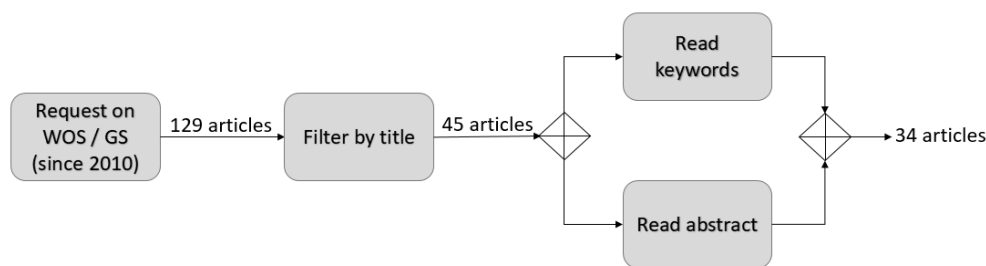 Request on
WOS / GS
(since 2010)
129 articles
Filter by title
45 articles
Read
keywords
Read abstract
34 articles